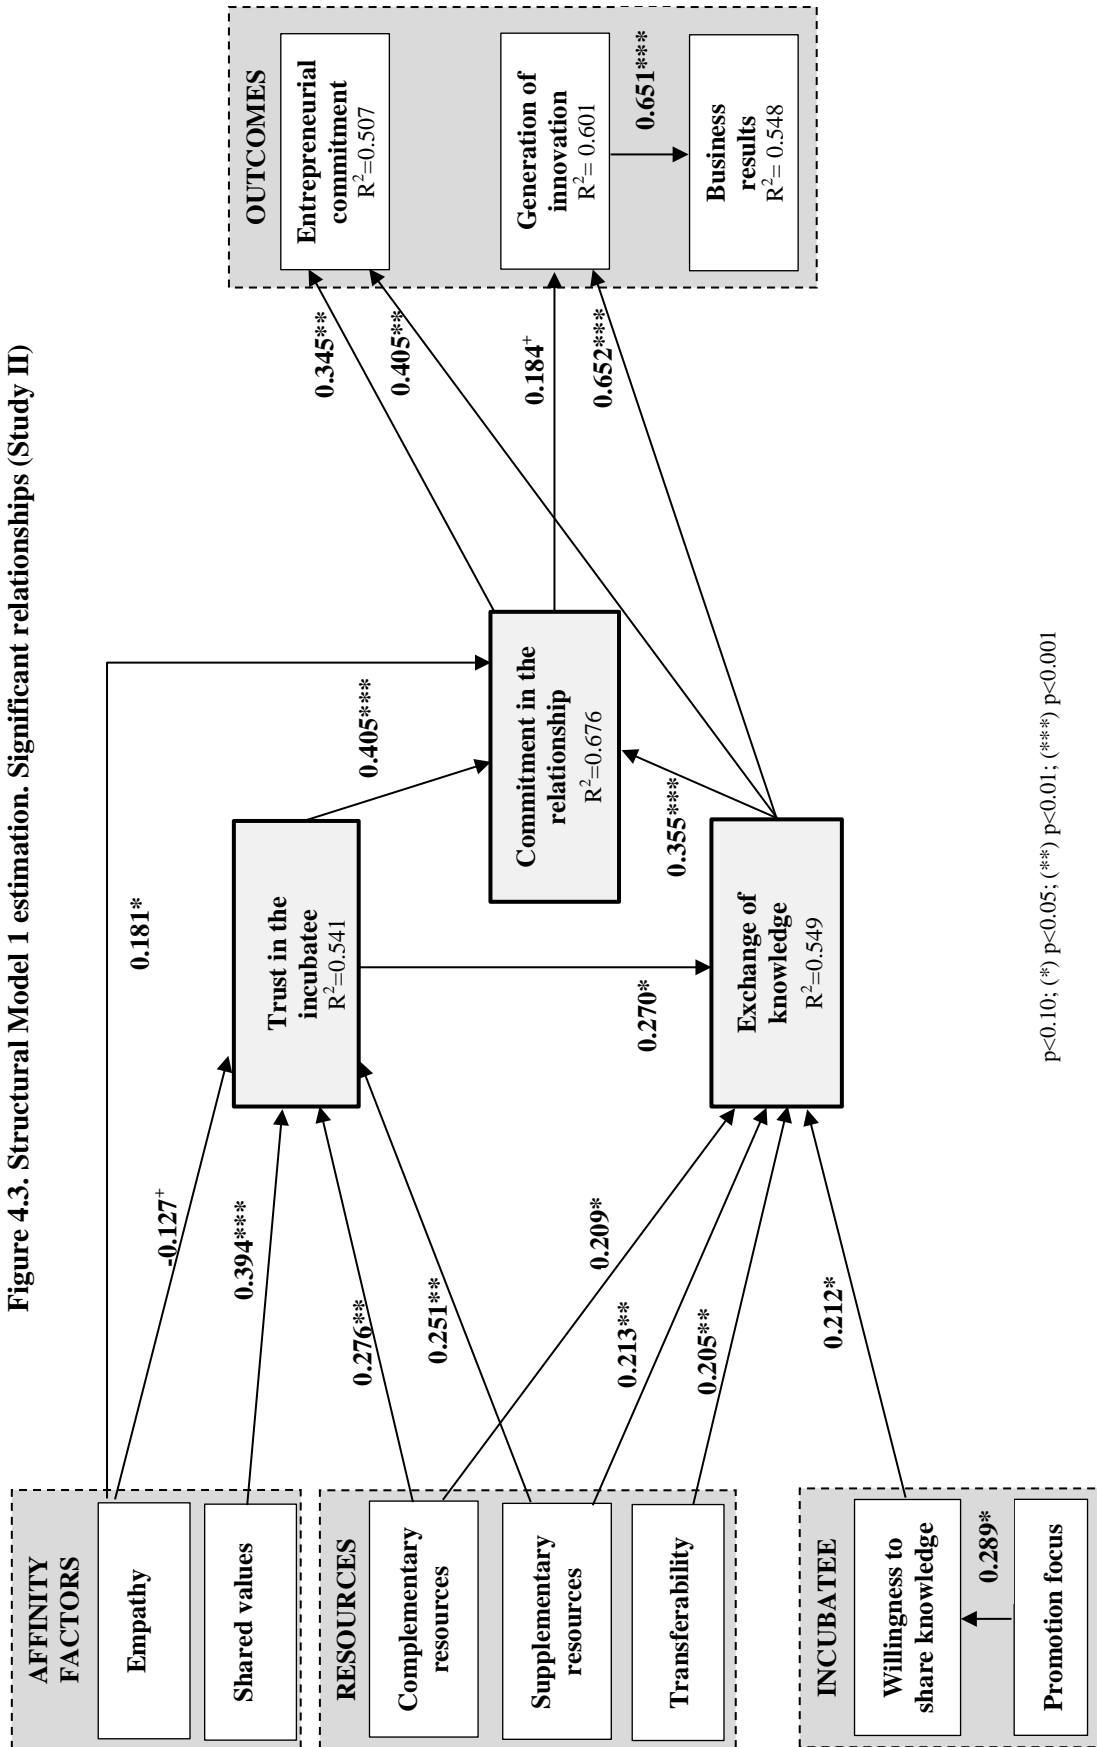 Figure 4.3. Structural Model 1 estimation. Significant relationships (Study II)
AFFINITY
FACTORS
Empathy
Shared values
RESOURCES
Complementary
resources
Supplementary
resources
Transferability
INCUBATEE
Willingness to
share knowledge
0.289*
Promotion focus
-0.127+
0.394***
0.276**
0.251**
0.209*
0.213**
0.205**
0.212*
0.181*
Trust in the
incubatee
R²=0.541
0.270*
Exchange of
knowledge
R²=0.549
0.405***
0.355***
Commitment in the
relationship
R²=0.676
0.345**
0.405**
0.184+
0.652***
OUTCOMES
Entrepreneurial
commitment
R²=0.507
Generation of
innovation
R²= 0.601
0.651***
Business
results
R²= 0.548
p<0.10; (*) p<0.05; (**) p<0.01; (***) p<0.001